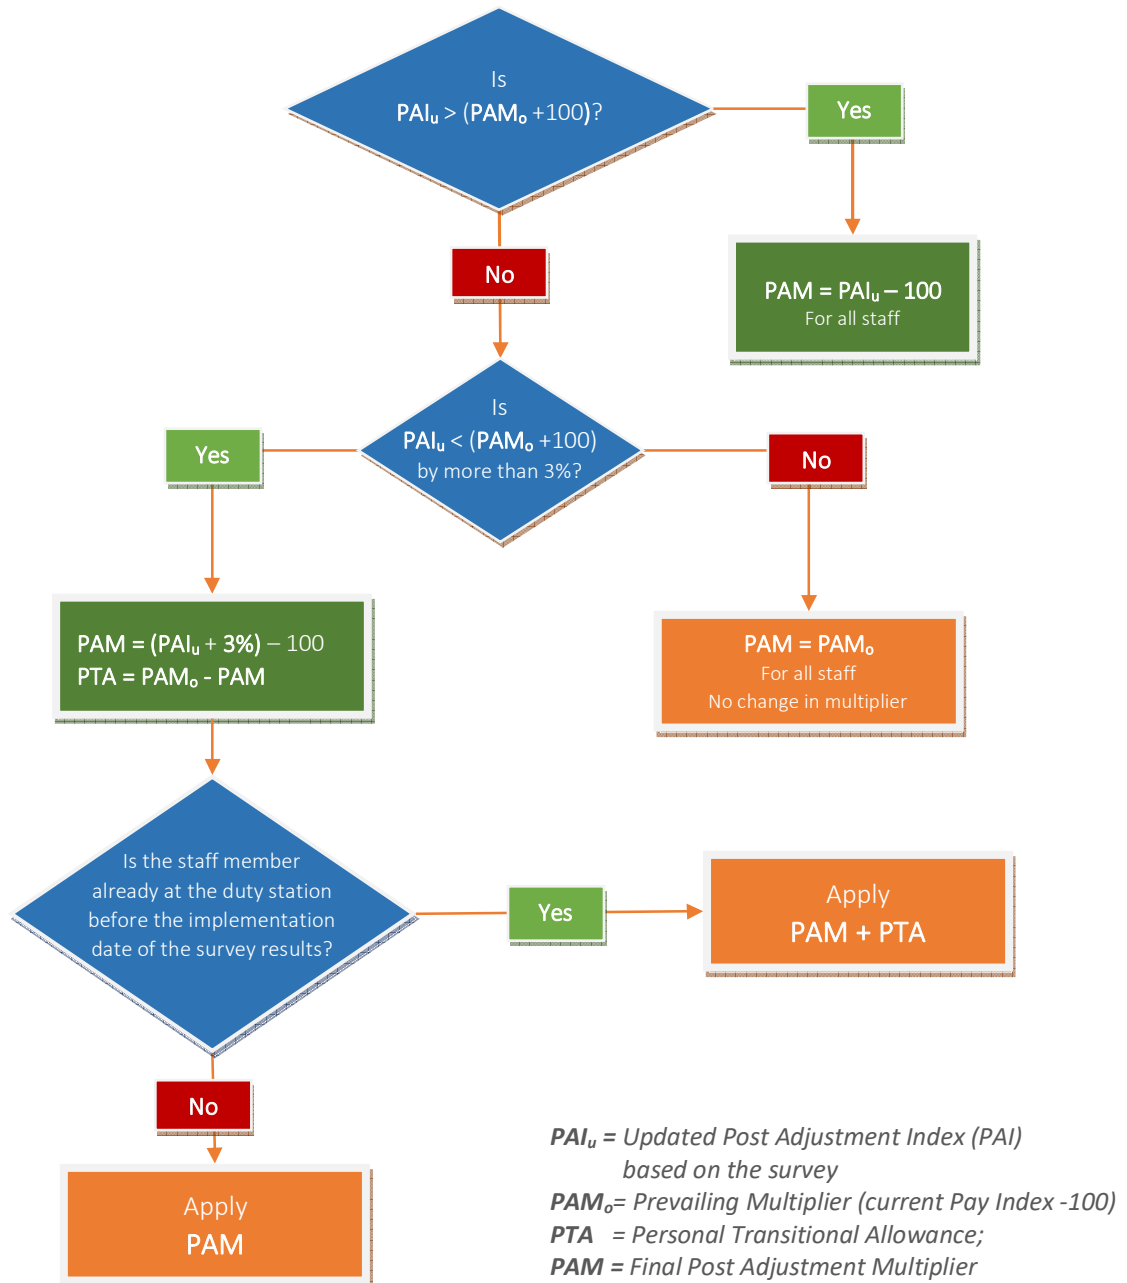 Is
PAIu > (PAMo +100)?
Yes
No
PAM = PAIu – 100
For all staff
Is
PAIu < (PAMo +100)
by more than 3%?
Yes
No
PAM = (PAIu + 3%) – 100
PTA = PAMo - PAM
PAM = PAMo
For all staff
No change in multiplier
Is the staff member
already at the duty station
before the implementation
date of the survey results?
Yes
Apply
PAM + PTA
No
Apply
PAM
PAIu = Updated Post Adjustment Index (PAI)
based on the survey
PAMo= Prevailing Multiplier (current Pay Index -100)
PTA = Personal Transitional Allowance;
PAM = Final Post Adjustment Multiplier